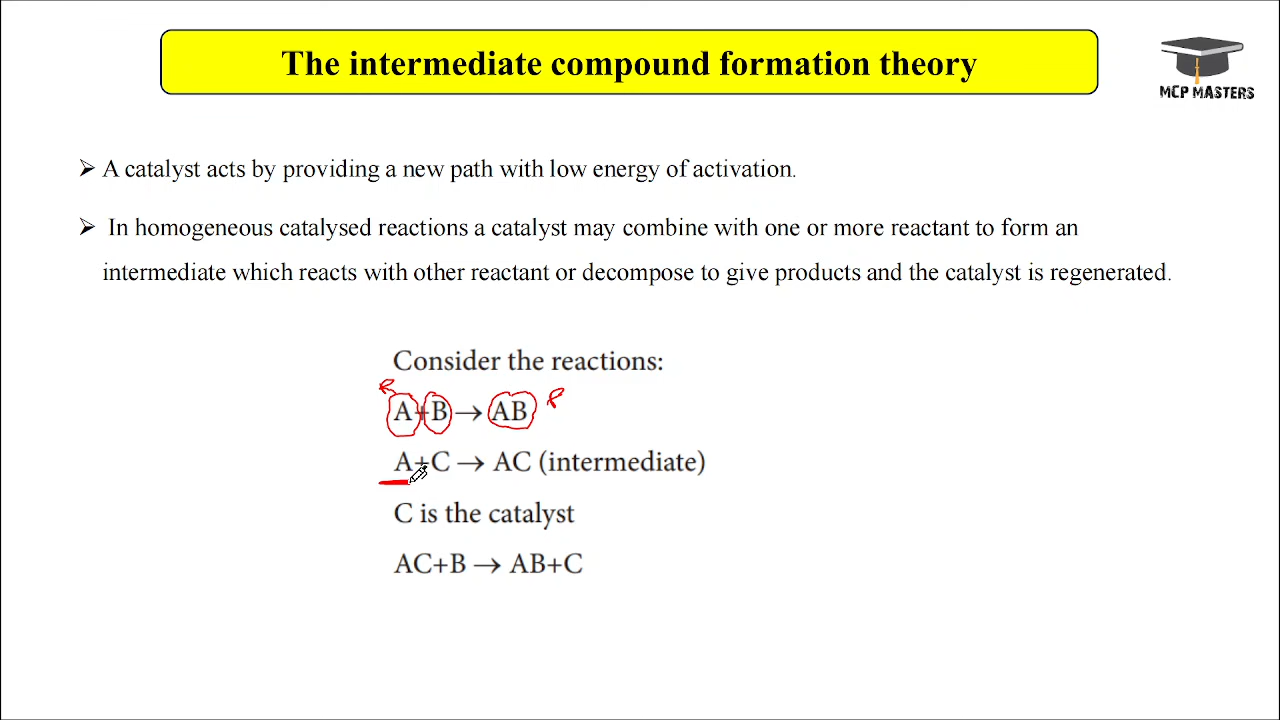 The intermediate compound formation theory
MCP MASTERS
➢ A catalyst acts by providing a new path with low energy of activation.
➢ In homogeneous catalysed reactions a catalyst may combine with one or more reactant to form an
intermediate which reacts with other reactant or decompose to give products and the catalyst is regenerated.
Consider the reactions:
A+B → AB
A+C → AC (intermediate)
C is the catalyst
AC+B → AB+C